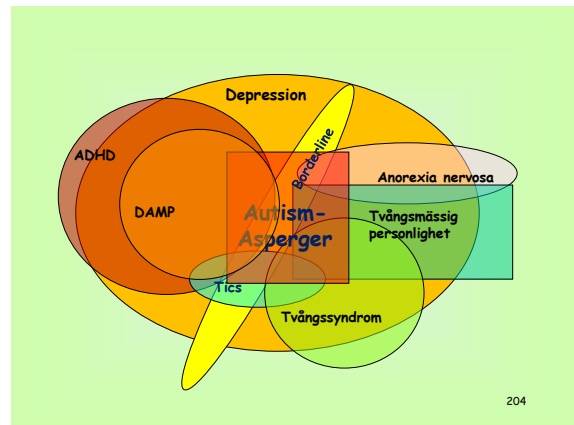 Depression
Borderline
ADHD
Anorexia nervosa
DAMP
Autism-
Asperger
Tvångsmässig
personlighet
Tics
Tvångssyndrom
204